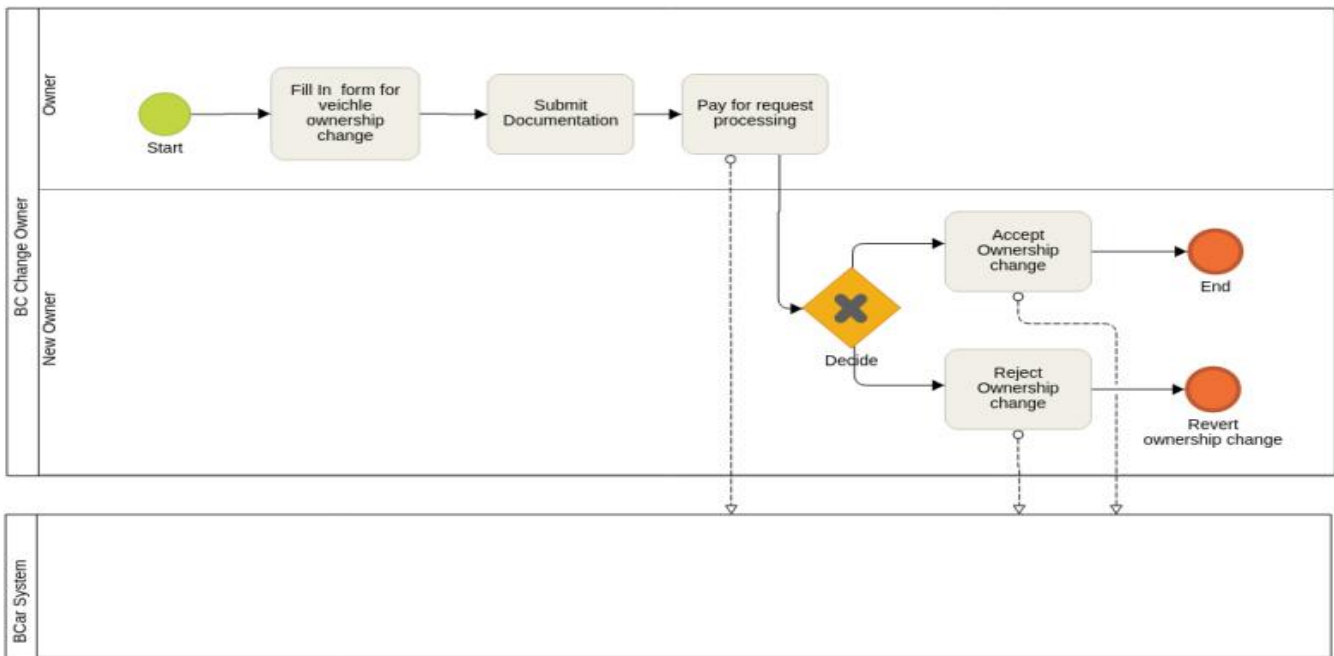 BC Change Owner
Owner
Start
Fill In form for
veichle
ownership
change
Submit
Documentation
Pay for request
processing
New Owner
Decide
Accept
Ownership
change
End
Reject
Ownership
change
Revert
ownership change
BCar System